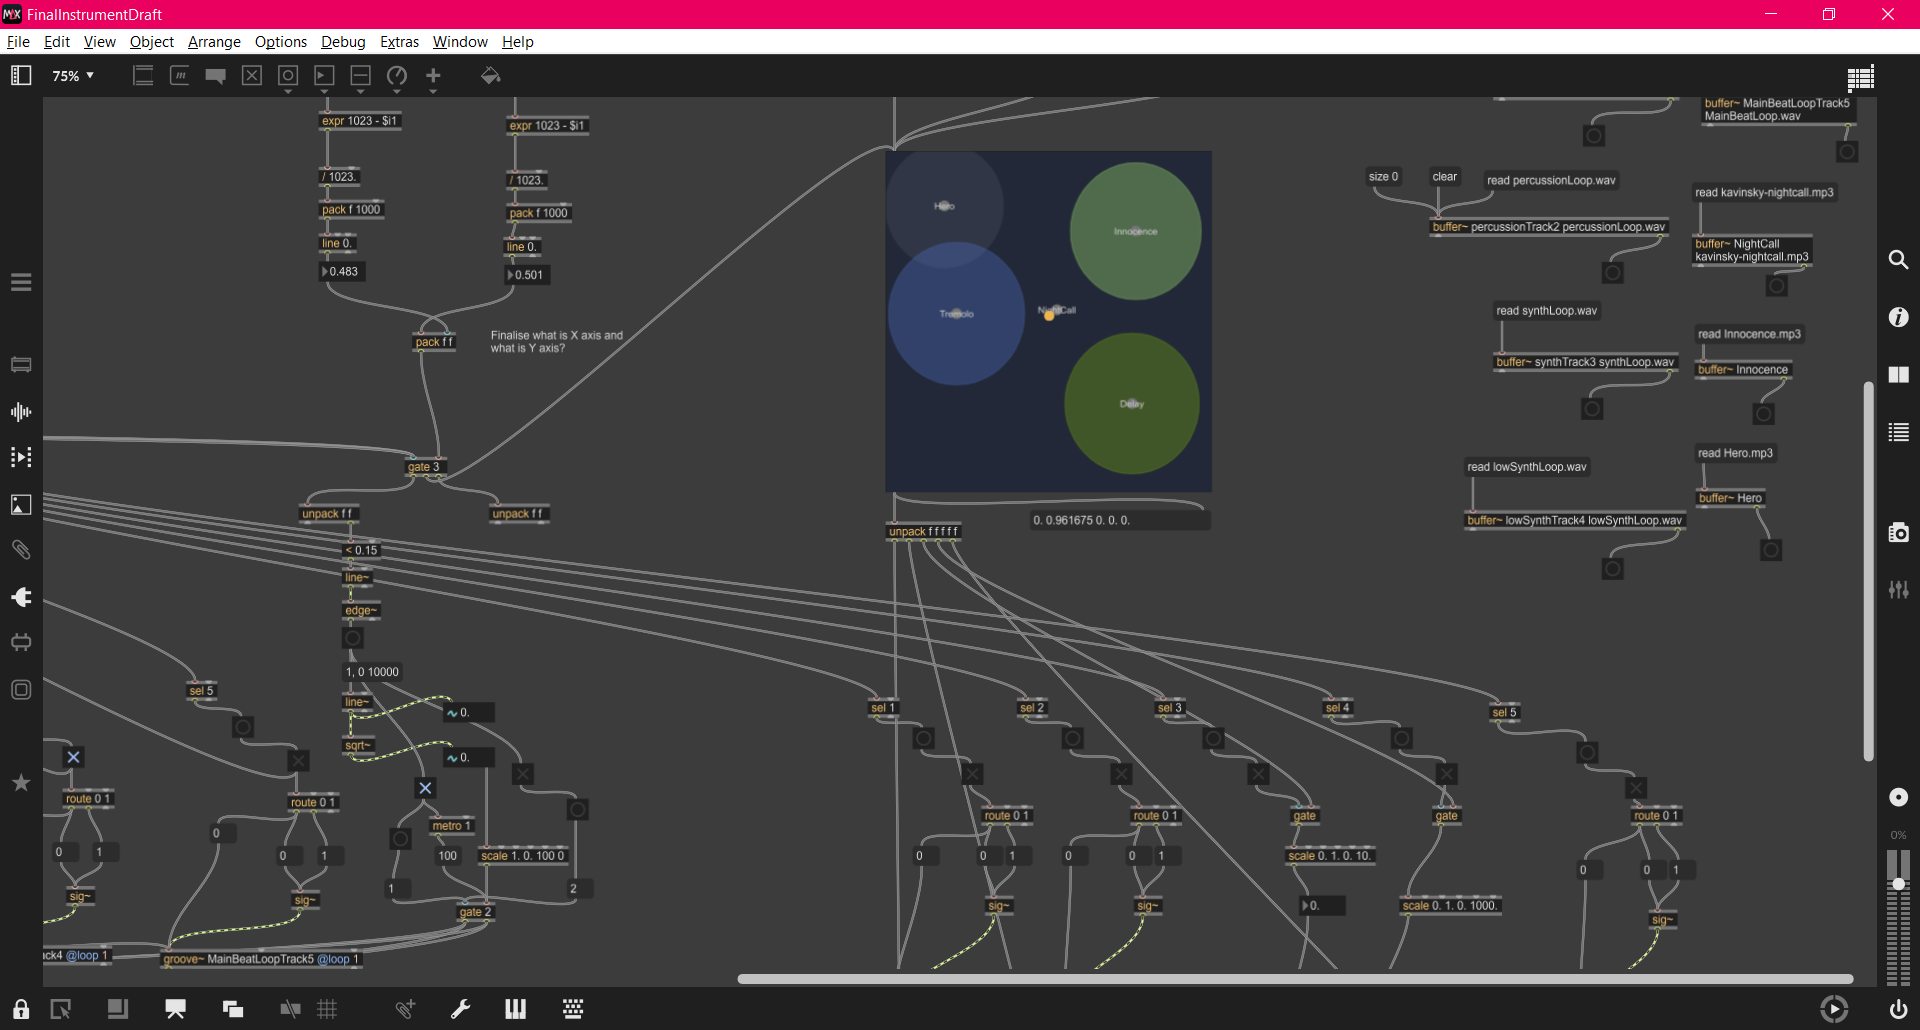 FinalInstrumentDraft
File Edit View Object Arrange Options Debug Extras Window Help
75%
expr 1023 - $i1
expr 1023 - $i1
/ 1023.
/ 1023.
pack f 1000
pack f 1000
line 0.
line 0.
0.483
0.501
pack f f
Finalise what is X axis and
what is Y axis?
gate 3
unpack f f
unpack f f
< 0.15
line~
edge~
1, 0 10000
line~
0.
sqrt~
0.
metro 1
100
scale 1. 0. 100 0
1
2
gate 2
sel 5
route 0 1
route 0 1
0
0
1
0
1
sig~
sig~
ck4 @loop 1
groove~ MainBeatLoopTrack5 @loop 1
Hero
Innocence
Tremolo
NightCall
Delay
0. 0.961675 0. 0. 0.
unpack f f f f f
sel 1
sel 2
sel 3
sel 4
sel 5
route 0 1
route 0 1
gate
gate
route 0 1
0
0
1
0
0
1
scale 0. 1. 0. 10.
0
0
1
sig~
sig~
0.
scale 0. 1. 0. 1000.
sig~
buffer~ MainBeatLoopTrack5
MainBeatLoop.wav
size 0
clear
read percussionLoop.wav
buffer~ percussionTrack2 percussionLoop.wav
read kavinsky-nightcall.mp3
buffer~ NightCall
kavinsky-nightcall.mp3
read synthLoop.wav
buffer~ synthTrack3 synthLoop.wav
read Innocence.mp3
buffer~ Innocence
read lowSynthLoop.wav
buffer~ lowSynthTrack4 lowSynthLoop.wav
read Hero.mp3
buffer~ Hero
0%